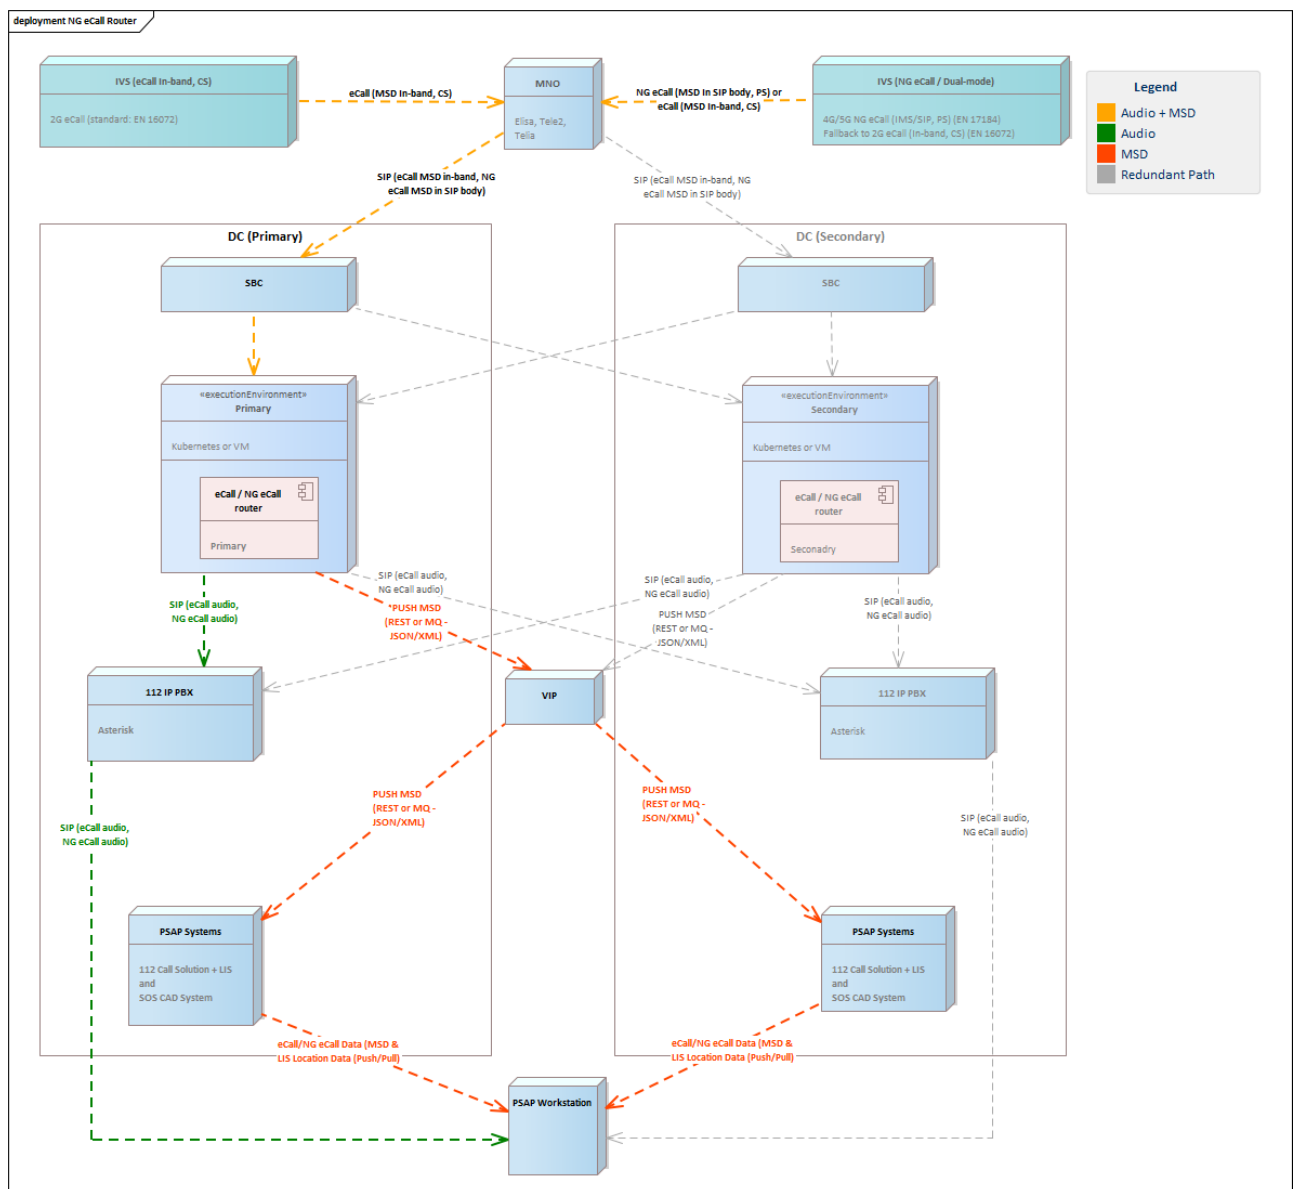 deployment NG eCall Router
IVS (eCall In-band, CS)
2G eCall (standard: EN 16072)
eCall (MSD In-band, CS)
MNO
Elisa, Tele2,
Telia
NG eCall (MSD In SIP body, PS) or
eCall (MSD In-band, CS)
IVS (NG eCall / Dual-mode)
4G/5G NG eCall (IMS/SIP, PS) (EN 17184)
Fallback to 2G eCall (In-band, CS) (EN 16072)
Legend
Audio + MSD
Audio
MSD
Redundant Path
SIP (eCall MSD in-band, NG
eCall MSD in SIP body)
SIP (eCall MSD in-band, NG
eCall MSD in SIP body)
DC (Primary)
DC (Secondary)
SBC
SBC
«executionEnvironment»
Primary
Kubernetes or VM
eCall / NG eCall
router
Primary
«executionEnvironment»
Secondary
Kubernetes or VM
eCall / NG eCall
router
Seconadry
SIP (eCall audio,
NG eCall audio)
SIP (eCall audio,
NG eCall audio)
PUSH MSD
(REST or MQ -
JSON/XML)
SIP (eCall audio,
NG eCall audio)
PUSH MSD
(REST or MQ -
JSON/XML)
SIP (eCall audio,
NG eCall audio)
112 IP PBX
Asterisk
VIP
112 IP PBX
Asterisk
PUSH MSD
(REST or MQ -
JSON/XML)
PUSH MSD
(REST or MQ -
JSON/XML)
SIP (eCall audio,
NG eCall audio)
SIP (eCall audio,
NG eCall audio)
PSAP Systems
112 Call Solution + LIS
and
SOS CAD System
PSAP Systems
112 Call Solution + LIS
and
SOS CAD System
eCall/NG eCall Data (MSD &
LIS Location Data (Push/Pull)
eCall/NG eCall Data (MSD &
LIS Location Data (Push/Pull)
PSAP Workstation